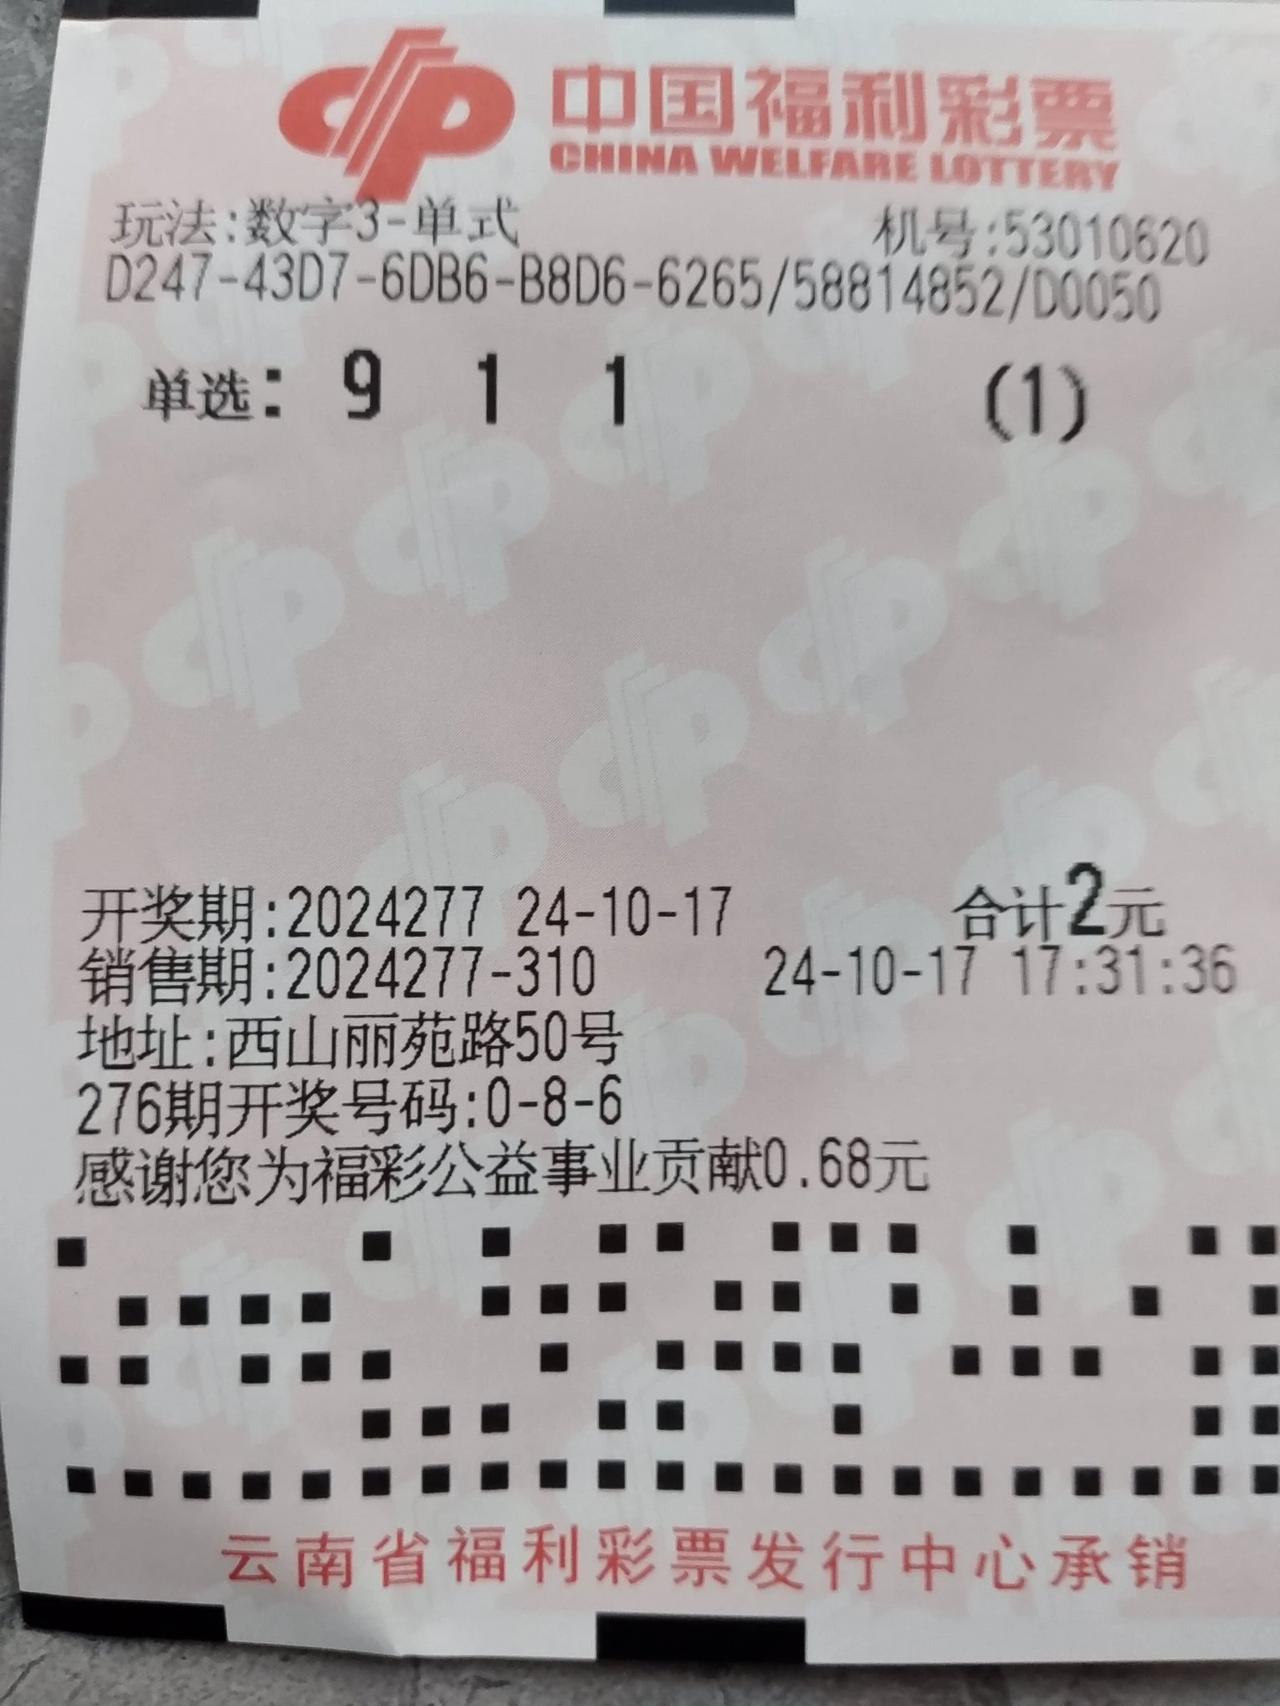 中国福利彩票
CHINA WELFARE LOTTERY
玩法:数字3-单式 机号:53010620
D247-43D7-6DB6-B8D6-6265/58814852/D0050
单选: 9 1 1 (1)
开奖期:2024277 24-10-17 合计2元
销售期:2024277-310 24-10-17 17:31:36
地址:西山丽苑路50号
276期开奖号码:0-8-6
感谢您为福彩公益事业贡献0.68元
云南省福利彩票发行中心承销